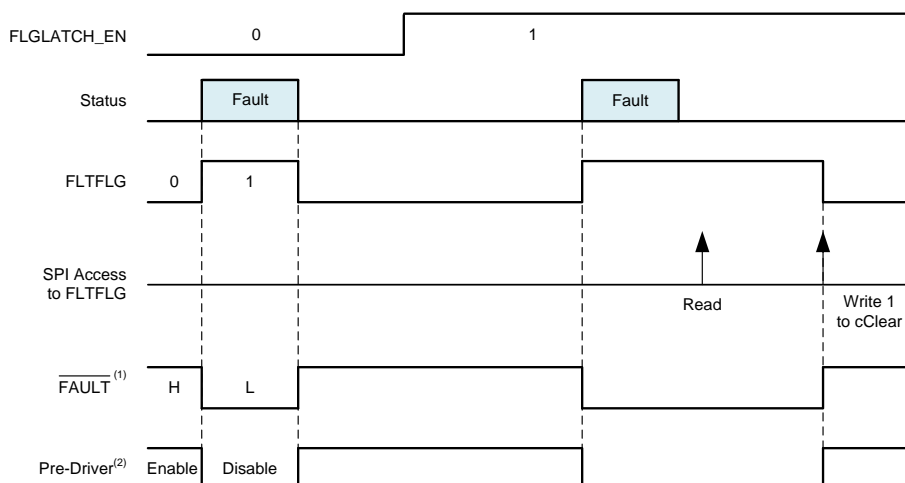 FLGLATCH_EN
0
1
Status
Fault
Fault
FLTFLG
0
1
SPI Access
to FLTFLG
Read
Write 1
to cClear
FAULT (1)
H
L
Pre-Driver(2)
Enable
Disable